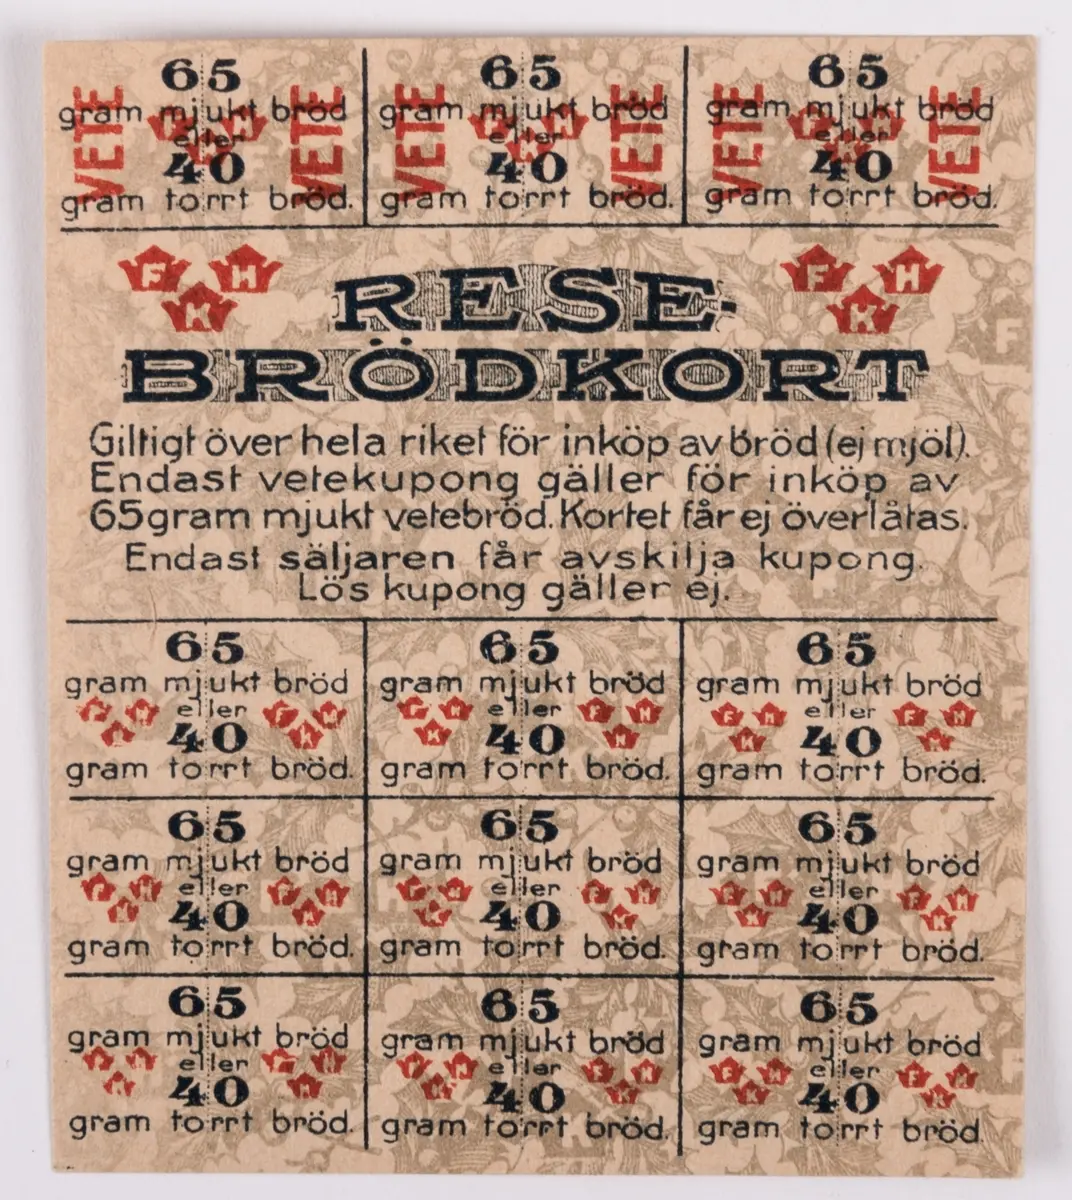 65 65 65
gram mjukt bröd gram mjukt bröd gram mjukt bröd
VETE eller VETE VETE eller VETE VETE eller VETE
F H K F H K F H K
40 40 40
gram torrt bröd. gram torrt bröd. gram torrt bröd.
F H K F H K
RESE-
BRÖDKORT
Giltigt över hela riket för inköp av bröd (ej mjöl).
Endast vetekupong gäller för inköp av
65 gram mjukt vetebröd. Kortet får ej överlåtas.
Endast säljaren får avskilja kupong.
Lös kupong gäller ej.
65 65 65
gram mjukt bröd gram mjukt bröd gram mjukt bröd
F H K eller F H K F H K eller F H K F H K eller F H K
40 40 40
gram torrt bröd. gram torrt bröd. gram torrt bröd.
65 65 65
gram mjukt bröd gram mjukt bröd gram mjukt bröd
F H K eller F H K F H K eller F H K F H K eller F H K
40 40 40
gram torrt bröd. gram torrt bröd. gram torrt bröd.
65 65 65
gram mjukt bröd gram mjukt bröd gram mjukt bröd
F H K eller F H K F H K eller F H K F H K eller F H K
40 40 40
gram torrt bröd. gram torrt bröd. gram torrt bröd.